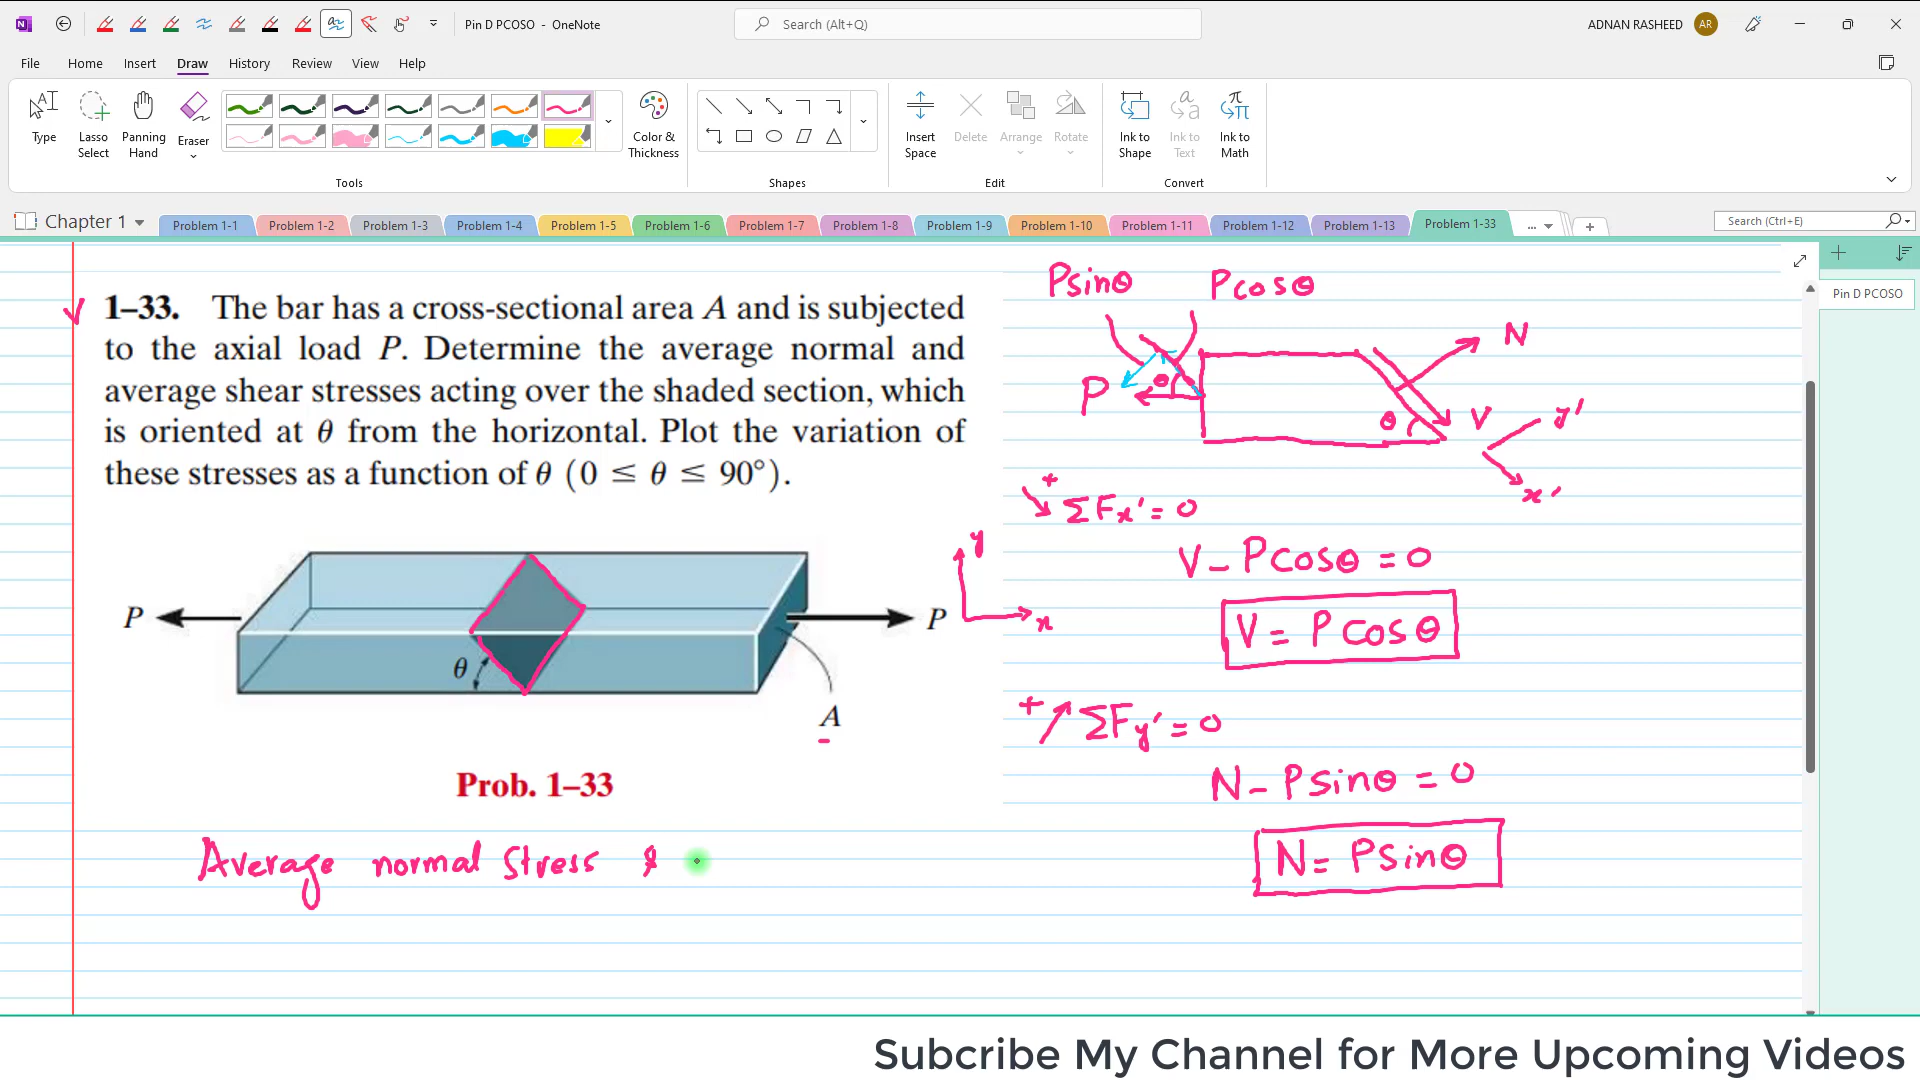 Pin D PCOSO - OneNote
Search (Alt+Q)
ADNAN RASHEED
AR
File Home Insert Draw History Review View Help
Type
Lasso Select
Panning Hand
Eraser
Color & Thickness
Insert Space
Delete
Arrange
Rotate
Ink to Shape
Ink to Text
Ink to Math
Tools
Shapes
Edit
Convert
Chapter 1
Problem 1-1
Problem 1-2
Problem 1-3
Problem 1-4
Problem 1-5
Problem 1-6
Problem 1-7
Problem 1-8
Problem 1-9
Problem 1-10
Problem 1-11
Problem 1-12
Problem 1-13
Problem 1-33
...
Search (Ctrl+E)
Pin D PCOSO
1–33. The bar has a cross-sectional area A and is subjected
to the axial load P. Determine the average normal and
average shear stresses acting over the shaded section, which
is oriented at θ from the horizontal. Plot the variation of
these stresses as a function of θ (0 ≤ θ ≤ 90°).
P
θ
P
A
y
x
Prob. 1–33
Average normal Stress &
Psinθ Pcosθ
P
θ
N
θ
V
y'
x'
+ ΣFx' = 0
V - Pcosθ = 0
V = Pcosθ
+ ΣFy' = 0
N - Psinθ = 0
N = Psinθ
Subcribe My Channel for More Upcoming Videos